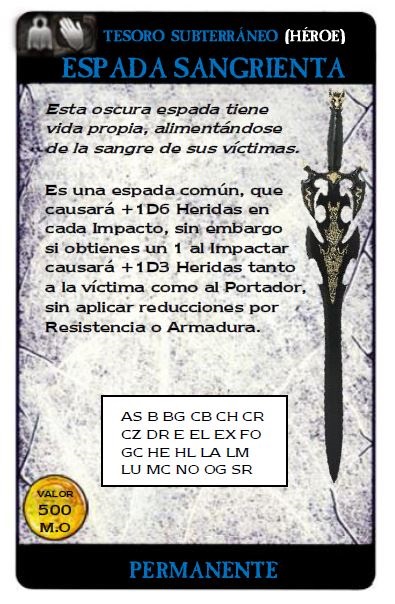 TESORO SUBTERRÁNEO (HÉROE)
ESPADA SANGRIENTA
Esta oscura espada tiene
vida propia, alimentándose
de la sangre de sus víctimas.
Es una espada común, que
causará +1D6 Heridas en
cada Impacto, sin embargo
si obtienes un 1 al Impactar
causará +1D3 Heridas tanto
a la víctima como al Portador,
sin aplicar reducciones por
Resistencia o Armadura.
AS B BG CB CH CR
CZ DR E EL EX FO
GC HE HL LA LM
LU MC NO OG SR
VALOR
500
M.O
PERMANENTE